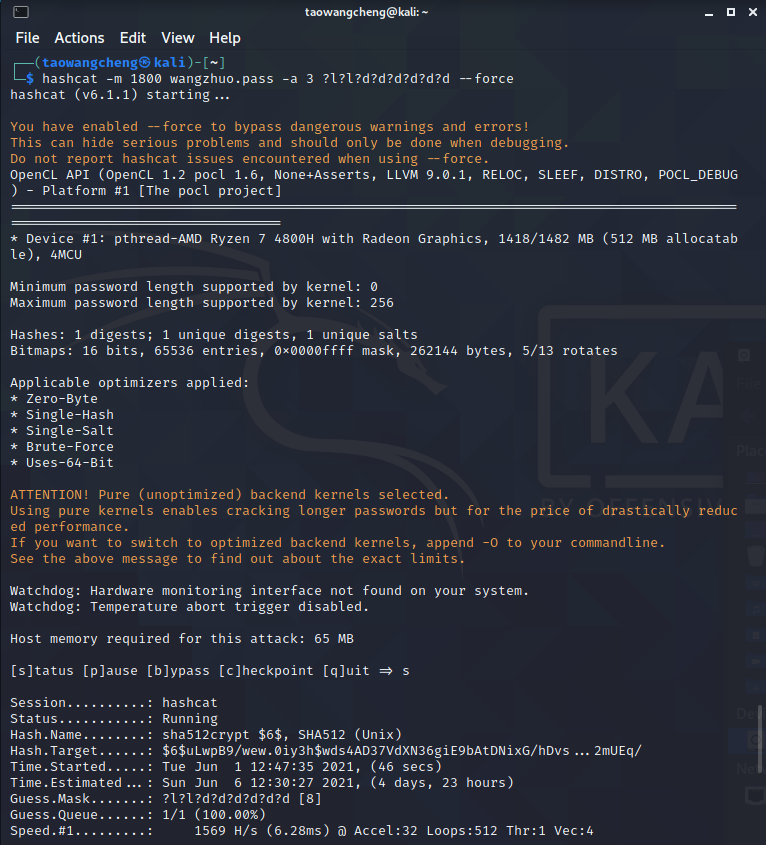 taowangcheng@kali: ~
File Actions Edit View Help
┌──(taowangcheng㉿kali)-[~]
└─$ hashcat -m 1800 wangzhuo.pass -a 3 ?l?l?d?d?d?d?d?d --force
hashcat (v6.1.1) starting...
You have enabled --force to bypass dangerous warnings and errors!
This can hide serious problems and should only be done when debugging.
Do not report hashcat issues encountered when using --force.
OpenCL API (OpenCL 1.2 pocl 1.6, None+Asserts, LLVM 9.0.1, RELOC, SLEEF, DISTRO, POCL_DEBUG
) - Platform #1 [The pocl project]
===========================================================================================
==================================
* Device #1: pthread-AMD Ryzen 7 4800H with Radeon Graphics, 1418/1482 MB (512 MB allocatab
le), 4MCU
Minimum password length supported by kernel: 0
Maximum password length supported by kernel: 256
Hashes: 1 digests; 1 unique digests, 1 unique salts
Bitmaps: 16 bits, 65536 entries, 0x0000ffff mask, 262144 bytes, 5/13 rotates
Applicable optimizers applied:
* Zero-Byte
* Single-Hash
* Single-Salt
* Brute-Force
* Uses-64-Bit
ATTENTION! Pure (unoptimized) backend kernels selected.
Using pure kernels enables cracking longer passwords but for the price of drastically reduc
ed performance.
If you want to switch to optimized backend kernels, append -O to your commandline.
See the above message to find out about the exact limits.
Watchdog: Hardware monitoring interface not found on your system.
Watchdog: Temperature abort trigger disabled.
Host memory required for this attack: 65 MB
[s]tatus [p]ause [b]ypass [c]heckpoint [q]uit => s
Session..........: hashcat
Status...........: Running
Hash.Name........: sha512crypt $6$, SHA512 (Unix)
Hash.Target......: $6$uLwpB9/wew.0iy3h$wds4AD37VdXN36giE9bAtDNixG/hDvs...2mUEq/
Time.Started.....: Tue Jun  1 12:47:35 2021, (46 secs)
Time.Estimated...: Sun Jun  6 12:30:27 2021, (4 days, 23 hours)
Guess.Mask.......: ?l?l?d?d?d?d?d?d [8]
Guess.Queue......: 1/1 (100.00%)
Speed.#1.........:     1569 H/s (6.28ms) @ Accel:32 Loops:512 Thr:1 Vec:4